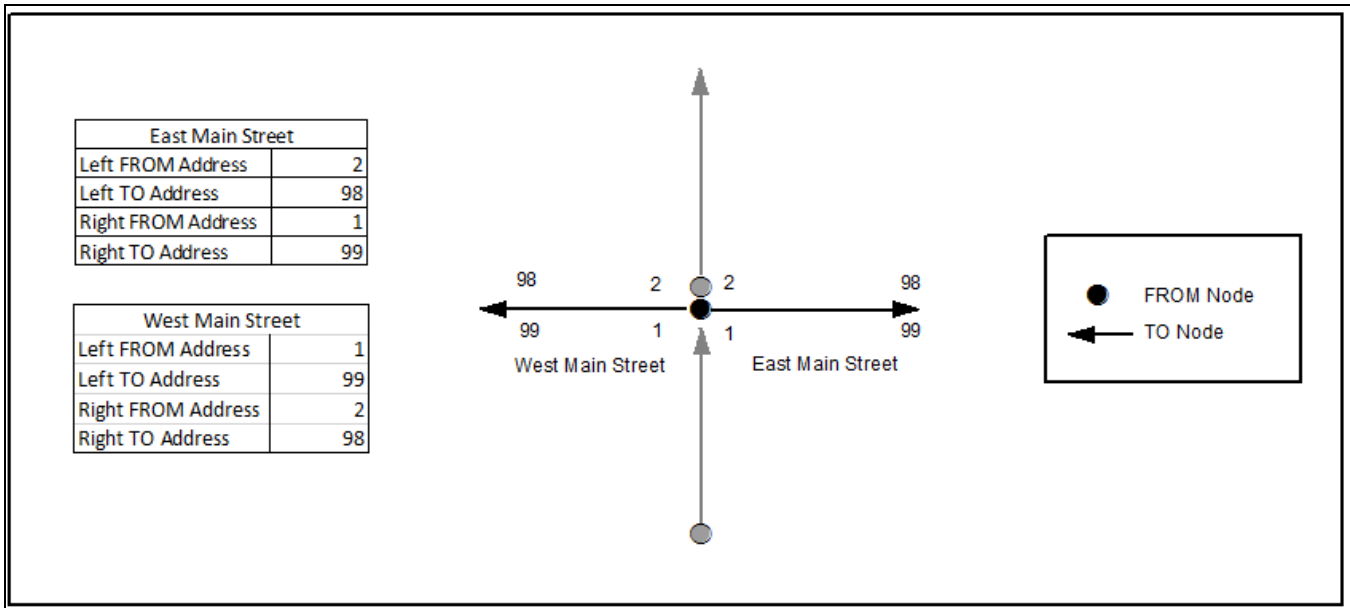 East Main Street
Left FROM Address 2
Left TO Address 98
Right FROM Address 1
Right TO Address 99
West Main Street
Left FROM Address 1
Left TO Address 99
Right FROM Address 2
Right TO Address 98
98 2 2 98
99 1 1 99
West Main Street East Main Street
FROM Node
TO Node